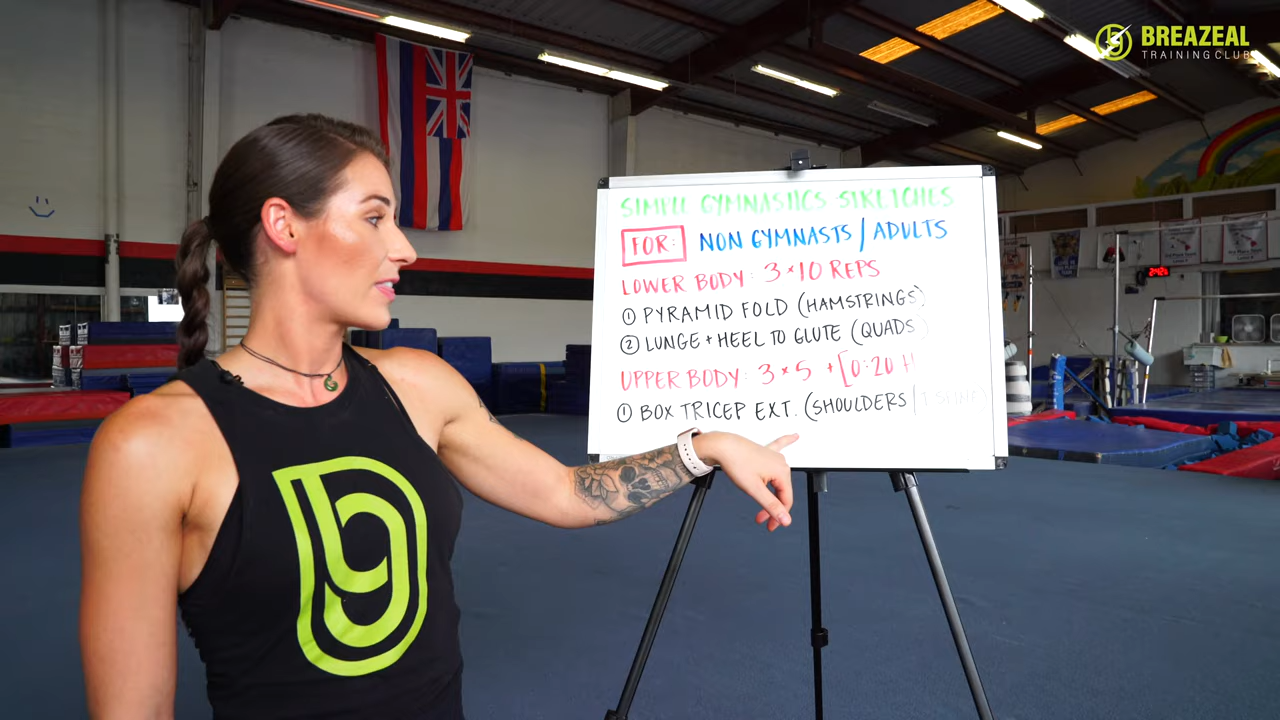 BREAZEAL
TRAINING CLUB
SIMPLE GYMNASTICS STRETCHES
FOR: NON GYMNASTS / ADULTS
LOWER BODY: 3×10 REPS
① PYRAMID FOLD (HAMSTRINGS)
② LUNGE + HEEL TO GLUTE (QUADS)
UPPER BODY: 3×5 + [0:20 H
① BOX TRICEP EXT. (SHOULDERS /